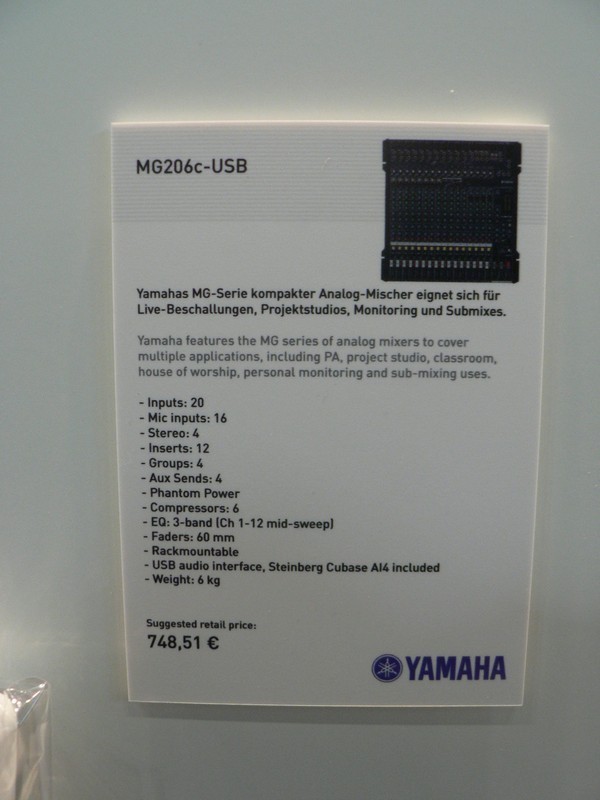 MG206c-USB
Yamahas MG-Serie kompakter Analog-Mischer eignet sich für
Live-Beschallungen, Projektstudios, Monitoring und Submixes.
Yamaha features the MG series of analog mixers to cover
multiple applications, including PA, project studio, classroom,
house of worship, personal monitoring and sub-mixing uses.
- Inputs: 20
- Mic inputs: 16
- Stereo: 4
- Inserts: 12
- Groups: 4
- Aux Sends: 4
- Phantom Power
- Compressors: 6
- EQ: 3-band (Ch 1-12 mid-sweep)
- Faders: 60 mm
- Rackmountable
- USB audio interface, Steinberg Cubase AI4 included
- Weight: 6 kg
Suggested retail price:
748,51 €
YAMAHA